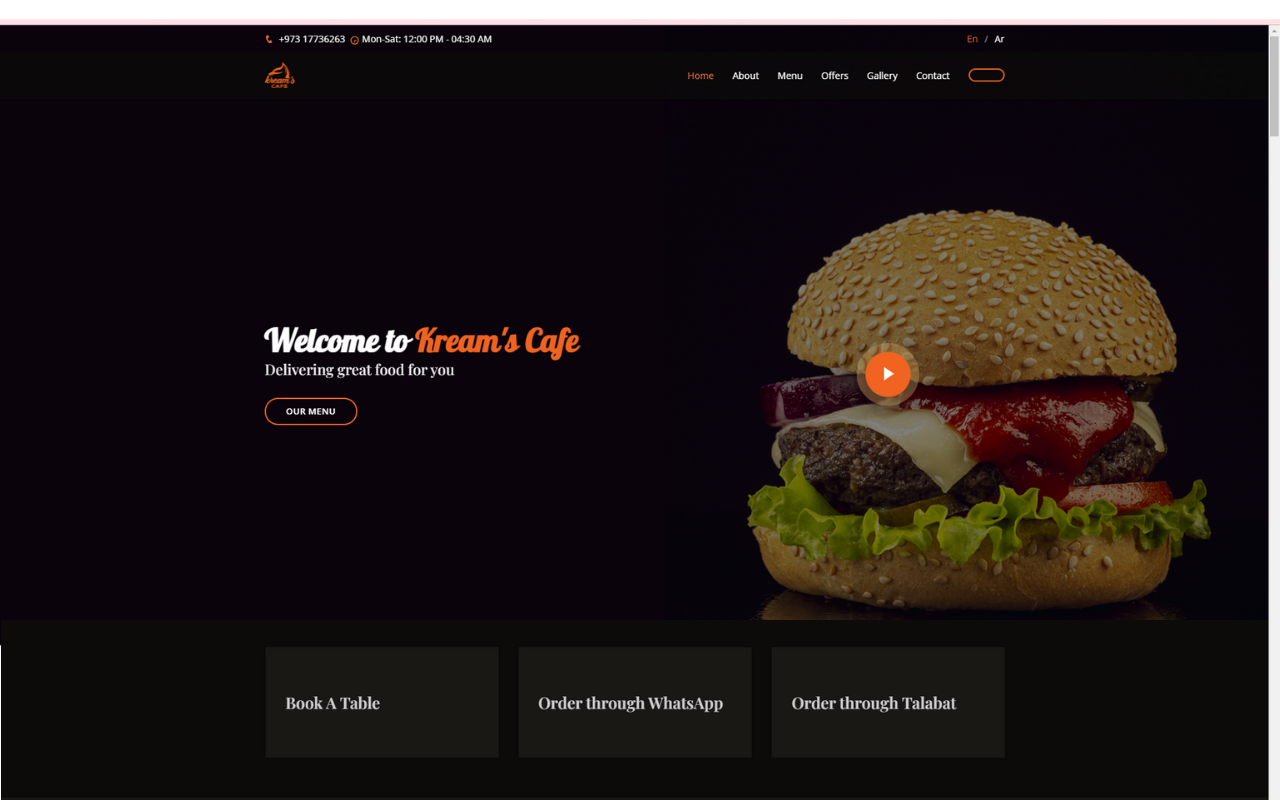 +973 17736263 Mon-Sat: 12:00 PM - 04:30 AM
En / Ar
kream's
CAFE
Home About Menu Offers Gallery Contact
Welcome to Kream's Cafe
Delivering great food for you
OUR MENU
Book A Table
Order through WhatsApp
Order through Talabat